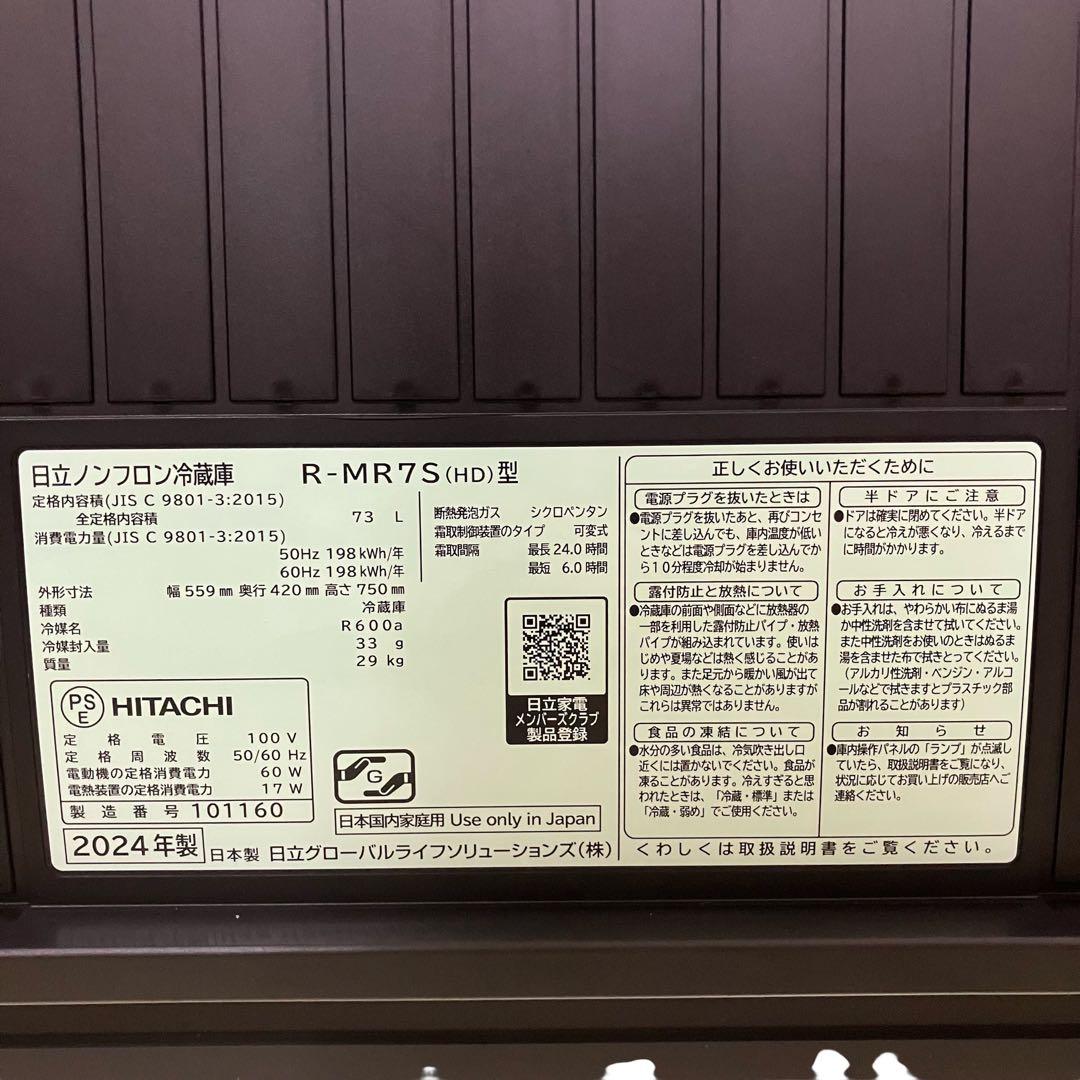 日立ノンフロン冷蔵庫 R-MR7S(HD)型
定格内容積(JIS C 9801-3:2015)
全定格内容積 73 L
消費電力量(JIS C 9801-3:2015)
50Hz 198 kWh/年
60Hz 198 kWh/年
断熱発泡ガス シクロペンタン
霜取制御装置のタイプ 可変式
霜取間隔 最長 24.0 時間
最短 6.0 時間
外形寸法 幅 559 ㎜ 奥行 420 ㎜ 高さ 750 ㎜
種類 冷蔵庫
冷媒名 R600a
冷媒封入量 33 g
質量 29 kg
PS
E
HITACHI
定格電圧 100 V
定格周波数 50/60 Hz
電動機の定格消費電力 60 W
電熱装置の定格消費電力 17 W
製造番号 101160
日立家電
メンバーズクラブ
製品登録
G
日本国内家庭用 Use only in Japan
2024年製 日本製 日立グローバルライフソリューションズ(株)
正しくお使いいただくために
電源プラグを抜いたときは
●電源プラグを抜いたあと、再びコンセ
ントに差し込んでも、庫内温度が低い
ときなどは電源プラグを差し込んでか
ら10分程度冷却が始まりません。
露付防止と放熱について
●冷蔵庫の前面や側面などに放熱器の
一部を利用した露付防止パイプ・放熱
パイプが組み込まれています。使いは
じめや夏場などは熱く感じることがあ
ります。また足元から暖かい風が出て
床や周辺が熱くなることがありますが
これらは異常ではありません。
食品の凍結について
●水分の多い食品は、冷気吹き出し口
近くには置かないでください。食品が
凍ることがあります。冷えすぎると思
われたときは、「冷蔵・標準」または
「冷蔵・弱め」でご使用ください。
半ドアにご注意
●ドアは確実に閉めてください。半ドア
になると冷えが悪くなり、冷えるまで
に時間がかかります。
お手入れについて
●お手入れは、やわらかい布にぬるま湯
か中性洗剤を含ませて拭いてください。
また中性洗剤をお使いのときはぬるま
湯を含ませた布で拭きとってください。
(アルカリ性洗剤・ベンジン・アルコ
ールなどで拭きますとプラスチック部
品が割れることがあります)
お知らせ
●庫内操作パネルの「ランプ」が点滅し
ていたら、取扱説明書をご覧になり、
状況に応じてお買い上げの販売店へご
連絡ください。
くわしくは取扱説明書をご覧ください。